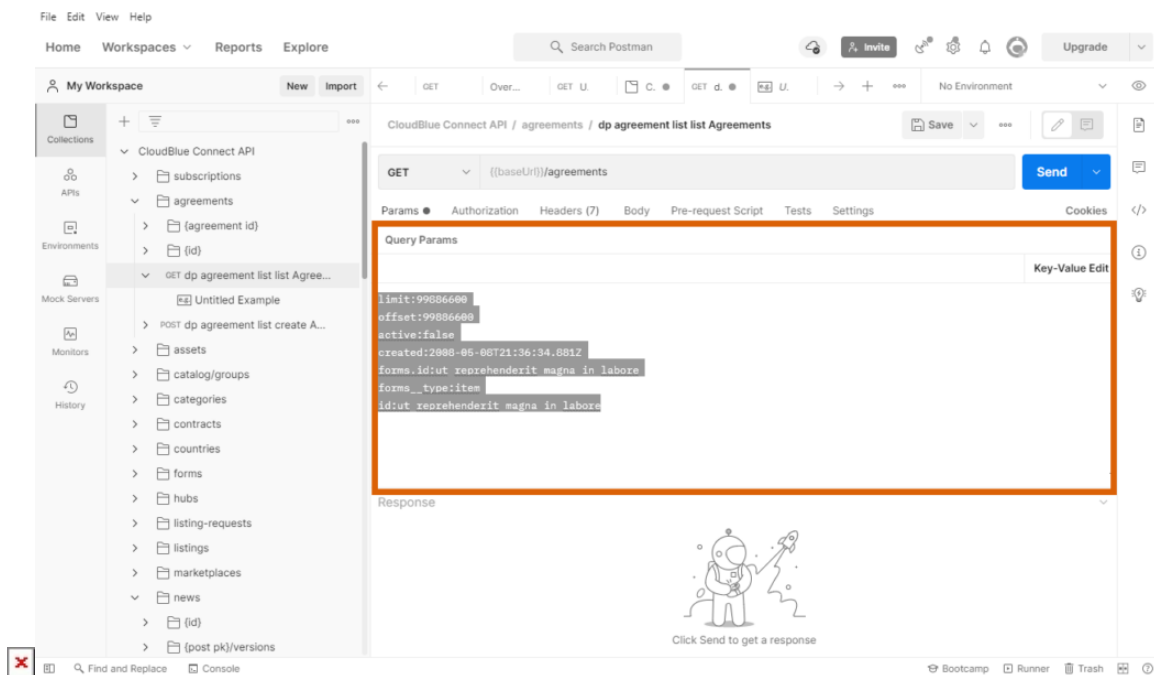 File Edit View Help
Home Workspaces Reports Explore Search Postman Invite Upgrade
My Workspace New Import GET Over... GET U. C. GET d. U. ooo No Environment
Collections
APIs
Environments
Mock Servers
Monitors
History
CloudBlue Connect API
subscriptions
agreements
{agreement id}
{id}
GET dp agreement list list Agree...
Untitled Example
POST dp agreement list create A...
assets
catalog/groups
categories
contracts
countries
forms
hubs
listing-requests
listings
marketplaces
news
{id}
{post pk}/versions
CloudBlue Connect API / agreements / dp agreement list list Agreements Save
GET {{baseUrl}}/agreements Send
Params Authorization Headers (7) Body Pre-request Script Tests Settings Cookies
Query Params
Key-Value Edit
limit:99886600
offset:99886600
active:false
created:2008-05-08T21:36:34.881Z
forms.id:ut reprehenderit magna in labore
forms__type:item
id:ut reprehenderit magna in labore
Response
Click Send to get a response
Find and Replace Console Bootcamp Runner Trash